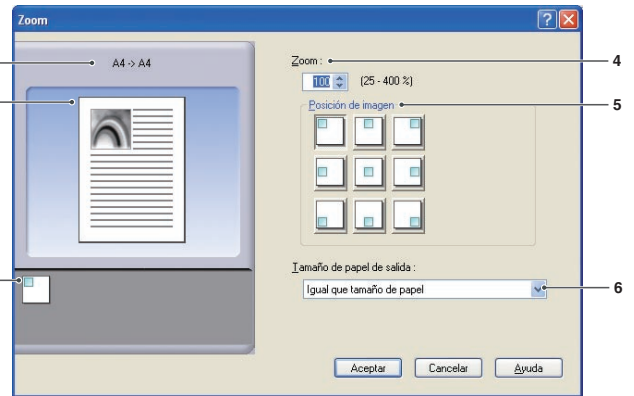 Zoom
A4 -> A4
Zoom :
4
100
(25 - 400 %)
Posición de imagen
5
Tamaño de papel de salida :
Igual que tamaño de papel
6
Aceptar
Cancelar
Ayuda